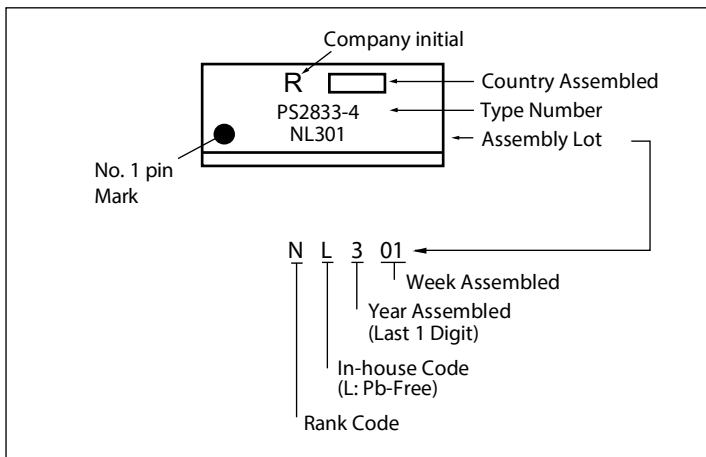 Company initial
R
Country Assembled
PS2833-4
Type Number
NL301
Assembly Lot
No. 1 pin
Mark
N L 3 01
Week Assembled
Year Assembled
(Last 1 Digit)
In-house Code
(L: Pb-Free)
Rank Code